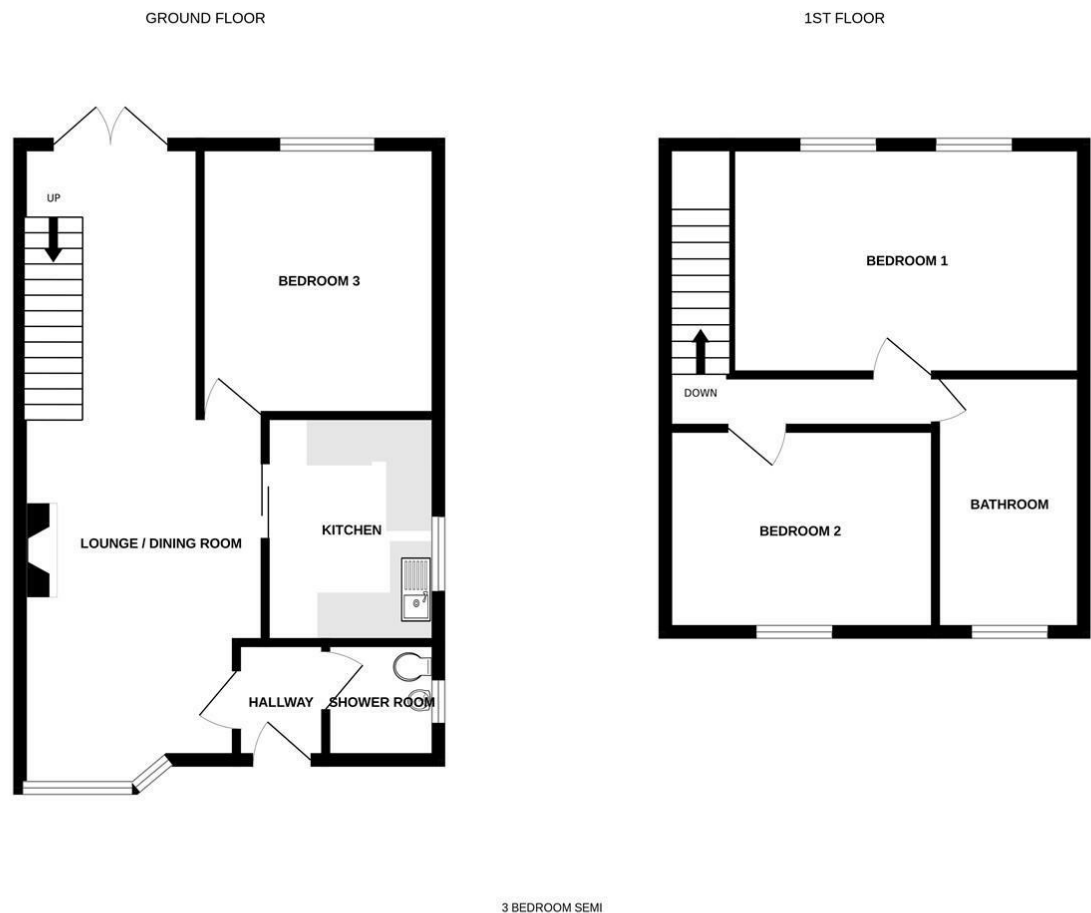 GROUND FLOOR
1ST FLOOR
UP
BEDROOM 3
KITCHEN
LOUNGE / DINING ROOM
HALLWAY
SHOWER ROOM
BEDROOM 1
DOWN
BATHROOM
BEDROOM 2
3 BEDROOM SEMI